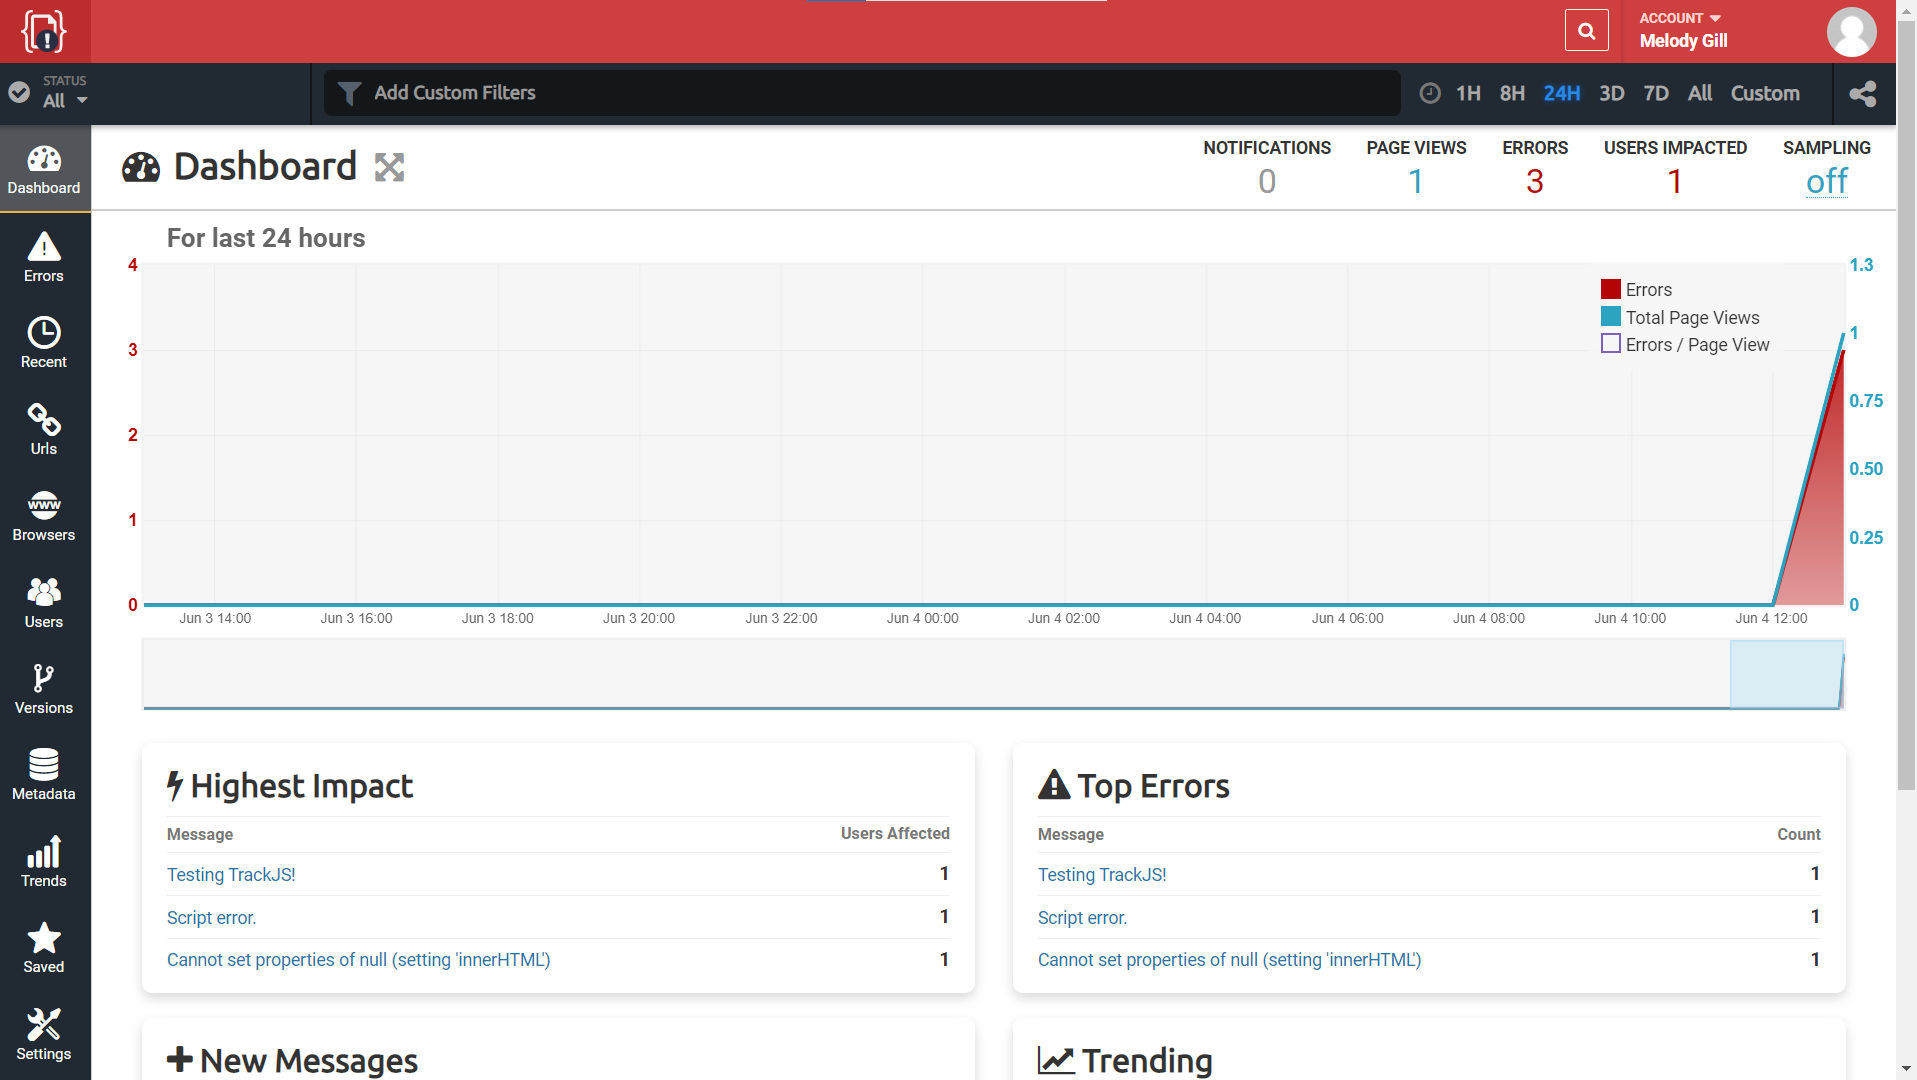 ACCOUNT
Melody Gill
STATUS
All
Add Custom Filters
1H 8H 24H 3D 7D All Custom
Dashboard
Errors
Recent
Urls
www
Browsers
Users
Versions
Metadata
Trends
Saved
Settings
Dashboard
NOTIFICATIONS
0
PAGE VIEWS
1
ERRORS
3
USERS IMPACTED
1
SAMPLING
off
For last 24 hours
4
3
2
1
0
1.3
1
0.75
0.50
0.25
0
Errors
Total Page Views
Errors / Page View
Jun 3 14:00 Jun 3 16:00 Jun 3 18:00 Jun 3 20:00 Jun 3 22:00 Jun 4 00:00 Jun 4 02:00 Jun 4 04:00 Jun 4 06:00 Jun 4 08:00 Jun 4 10:00 Jun 4 12:00
Highest Impact
Message Users Affected
Testing TrackJS! 1
Script error. 1
Cannot set properties of null (setting 'innerHTML') 1
Top Errors
Message Count
Testing TrackJS! 1
Script error. 1
Cannot set properties of null (setting 'innerHTML') 1
New Messages
Trending